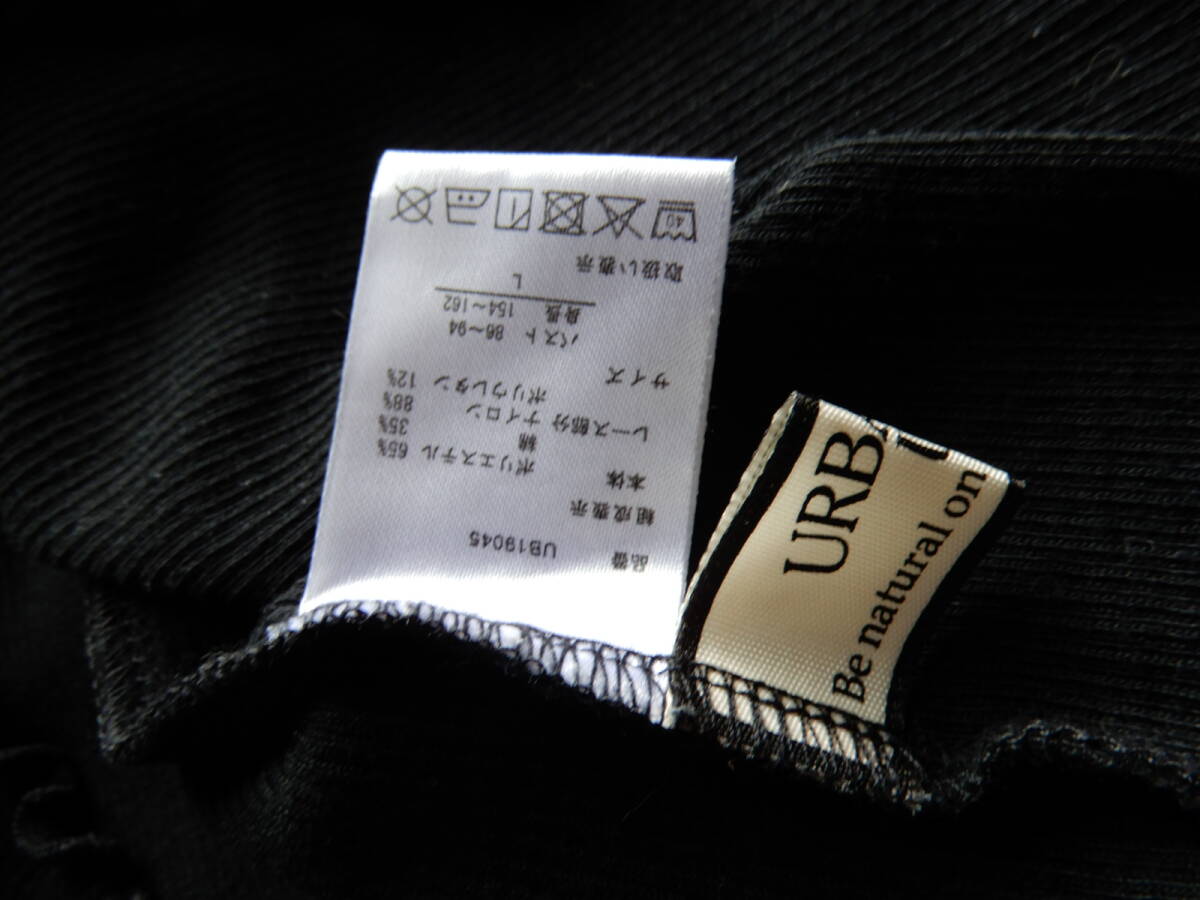 品番 UB19045
組成表示
本体 ポリエステル 65%
綿 35%
レース部分 ナイロン 88%
ポリウレタン 12%
サイズ
バスト 86～94
身長 154～162
L
取扱い表示
40
URB
Be natural on